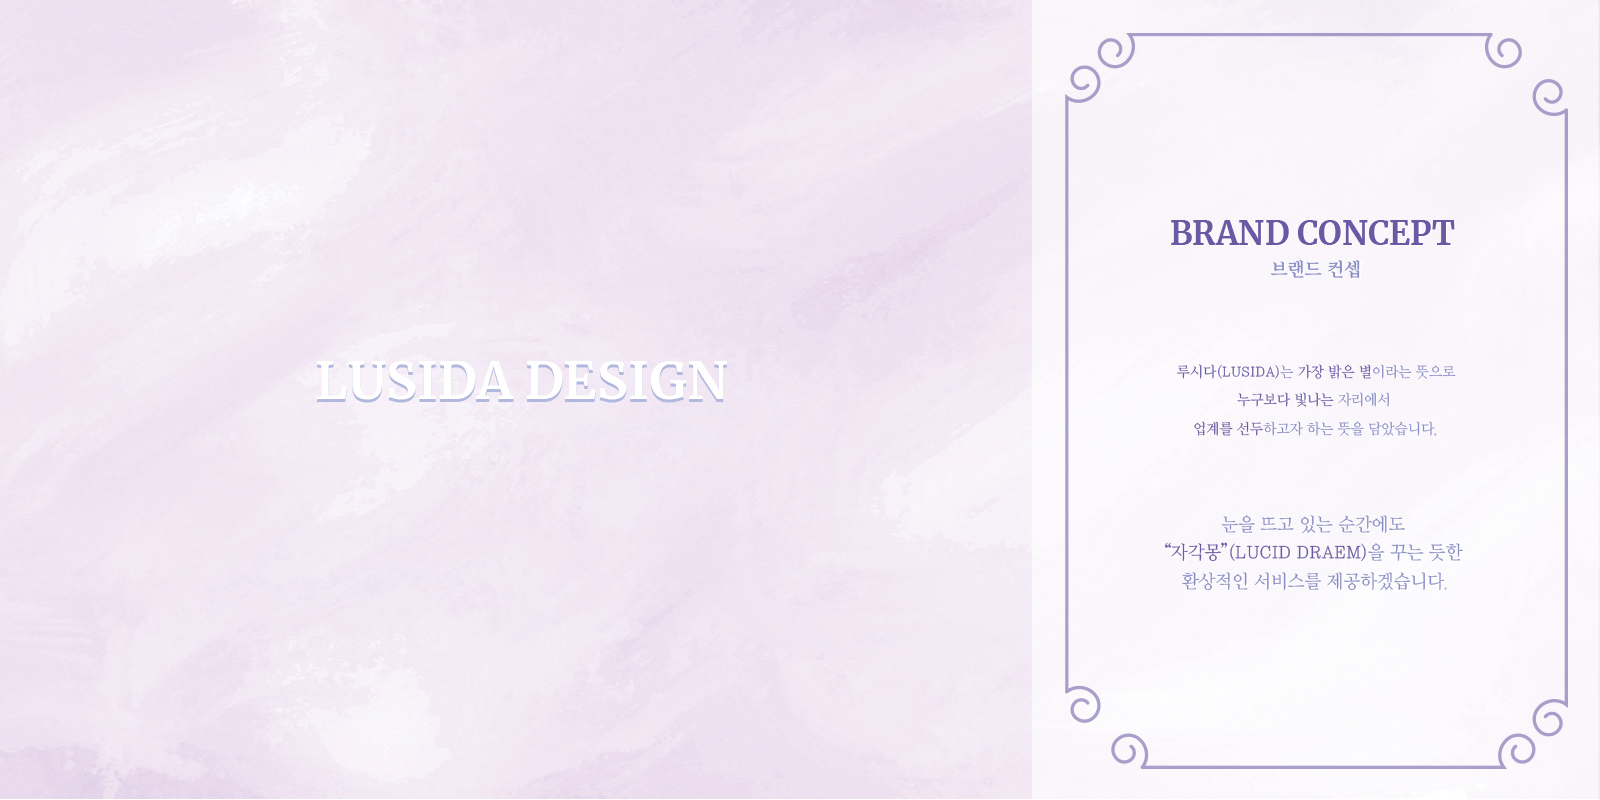 LUSIDA DESIGN
BRAND CONCEPT
브랜드 컨셉
루시다(LUSIDA)는 가장 밝은 별이라는 뜻으로
누구보다 빛나는 자리에서
업계를 선두하고자 하는 뜻을 담았습니다.
눈을 뜨고 있는 순간에도
“자각몽”(LUCID DRAEM)을 꾸는 듯한
환상적인 서비스를 제공하겠습니다.